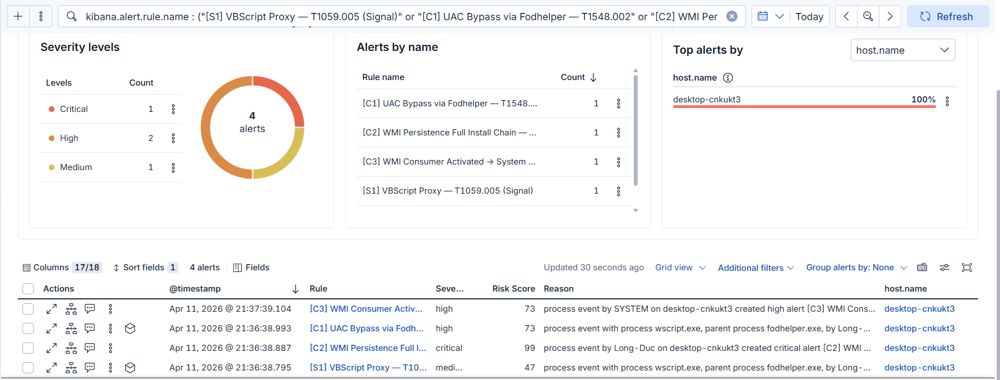 kibana.alert.rule.name : ("[S1] VBScript Proxy — T1059.005 (Signal)" or "[C1] UAC Bypass via Fodhelper — T1548.002" or "[C2] WMI Per
Today
Refresh
Severity levels
Levels Count
Critical 1
High 2
Medium 1
4
alerts
Alerts by name
Rule name Count
[C1] UAC Bypass via Fodhelper — T1548.... 1
[C2] WMI Persistence Full Install Chain — ... 1
[C3] WMI Consumer Activated → System ... 1
[S1] VBScript Proxy — T1059.005 (Signal) 1
Top alerts by
host.name
host.name
desktop-cnkukt3 100%
Columns 17/18 Sort fields 1 4 alerts Fields Updated 30 seconds ago Grid view Additional filters Group alerts by: None
Actions @timestamp Rule Seve... Risk Score Reason host.name
Apr 11, 2026 @ 21:37:39.104 [C3] WMI Consumer Activ... high 73 process event by SYSTEM on desktop-cnkukt3 created high alert [C3] WMI Cons... desktop-cnkukt3
Apr 11, 2026 @ 21:36:38.993 [C1] UAC Bypass via Fodh... high 73 process event with process wscript.exe, parent process fodhelper.exe, by Long-... desktop-cnkukt3
Apr 11, 2026 @ 21:36:38.887 [C2] WMI Persistence Full I... critical 99 process event by Long-Duc on desktop-cnkukt3 created critical alert [C2] WMI ... desktop-cnkukt3
Apr 11, 2026 @ 21:36:38.795 [S1] VBScript Proxy — T10... medi... 47 process event with process wscript.exe, parent process fodhelper.exe, by Long-... desktop-cnkukt3